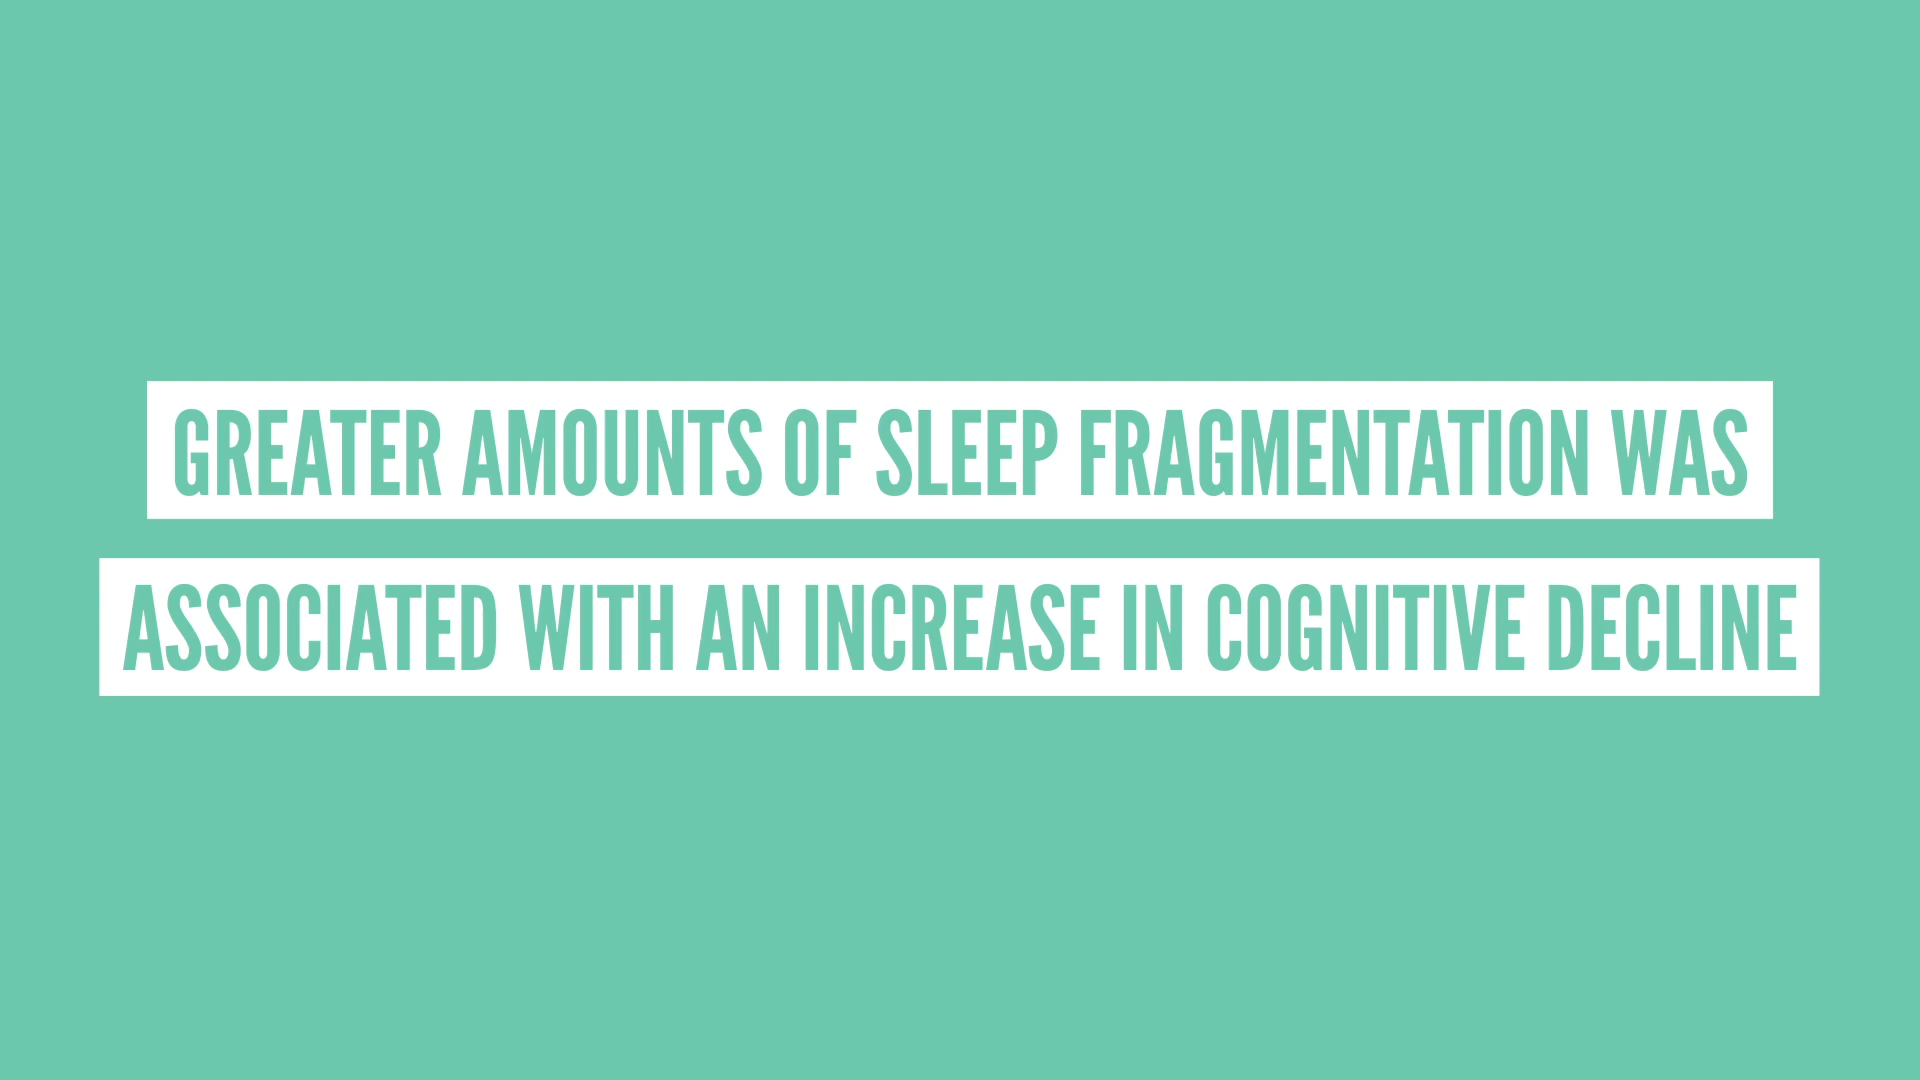 GREATER AMOUNTS OF SLEEP FRAGMENTATION WAS
ASSOCIATED WITH AN INCREASE IN COGNITIVE DECLINE